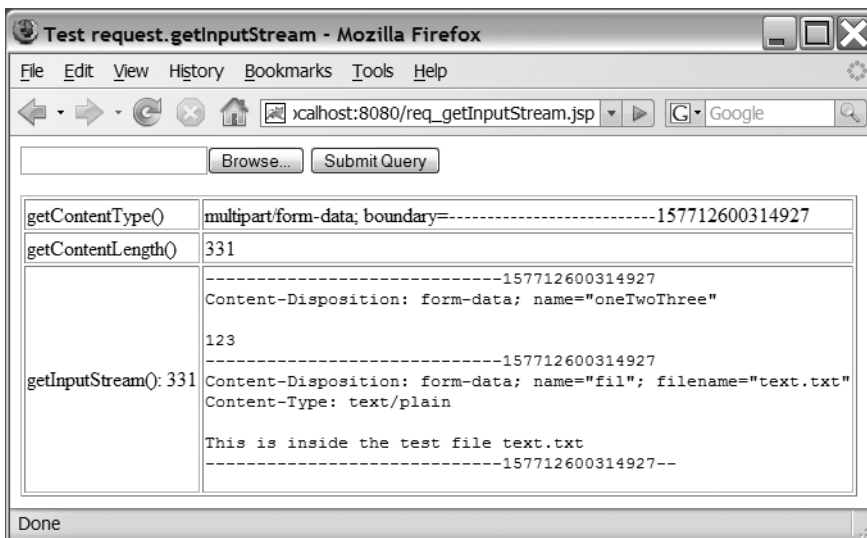 Test request.getInputStream - Mozilla Firefox
File Edit View History Bookmarks Tools Help
ocalhost:8080/req_getInputStream.jsp G Google
Browse... Submit Query
getContentType() multipart/form-data; boundary=---------------------------157712600314927
getContentLength() 331
getInputStream(): 331
-----------------------------157712600314927
Content-Disposition: form-data; name="oneTwoThree"
123
-----------------------------157712600314927
Content-Disposition: form-data; name="fil"; filename="text.txt"
Content-Type: text/plain
This is inside the test file text.txt
-----------------------------157712600314927--
Done